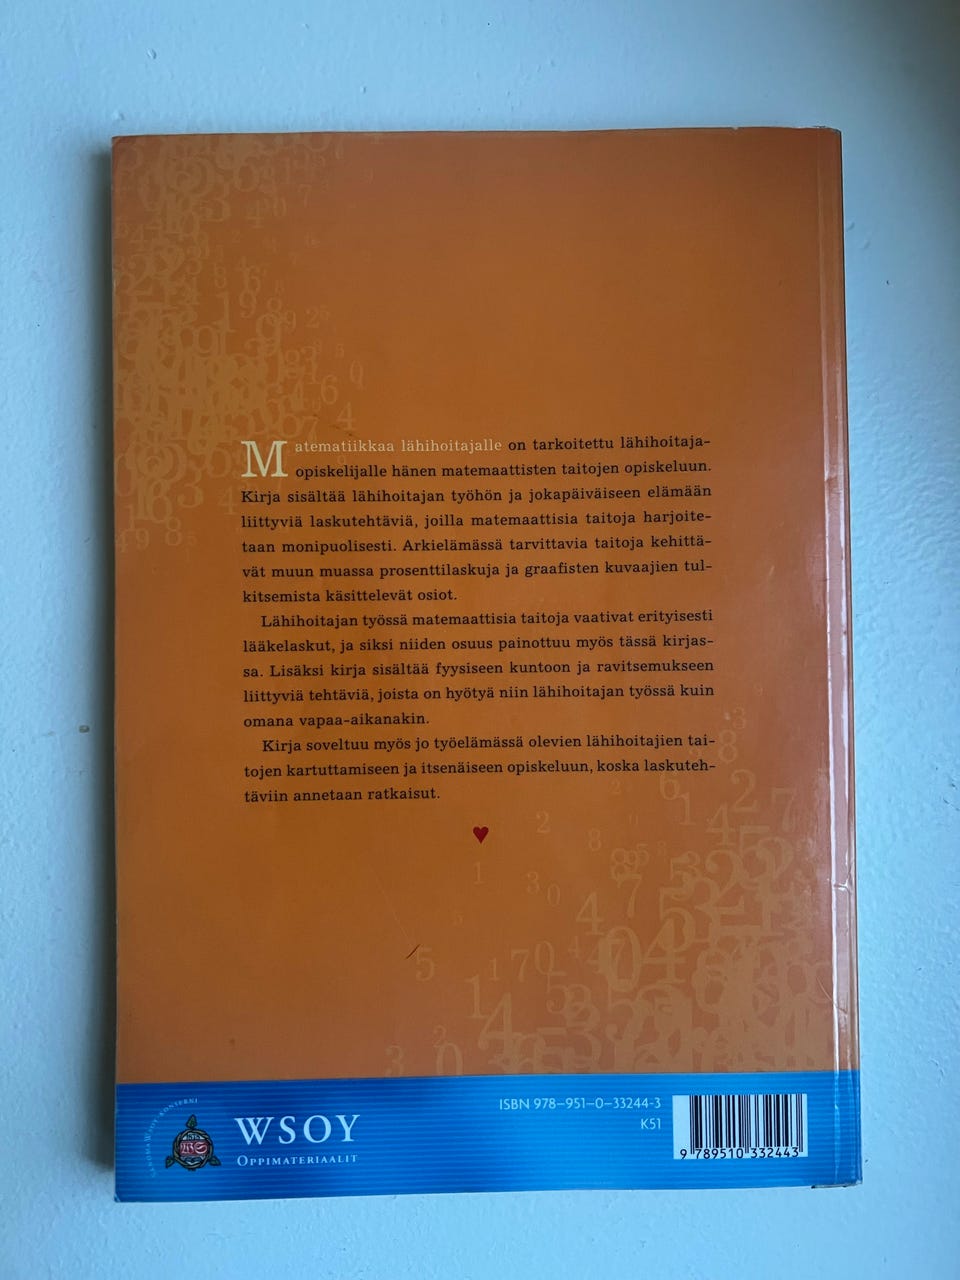 Matematiikkaa lähihoitajalle on tarkoitettu lähihoitaja-
opiskelijalle hänen matemaattisten taitojen opiskeluun.
Kirja sisältää lähihoitajan työhön ja jokapäiväiseen elämään
liittyviä laskutehtäviä, joilla matemaattisia taitoja harjoite-
taan monipuolisesti. Arkielämässä tarvittavia taitoja kehittä-
vät muun muassa prosenttilaskuja ja graafisten kuvaajien tul-
kitsemista käsittelevät osiot.
Lähihoitajan työssä matemaattisia taitoja vaativat erityisesti
lääkelaskut, ja siksi niiden osuus painottuu myös tässä kirjas-
sa. Lisäksi kirja sisältää fyysiseen kuntoon ja ravitsemukseen
liittyviä tehtäviä, joista on hyötyä niin lähihoitajan työssä kuin
omana vapaa-aikanakin.
Kirja soveltuu myös jo työelämässä olevien lähihoitajien tai-
tojen kartuttamiseen ja itsenäiseen opiskeluun, koska laskuteh-
täviin annetaan ratkaisut.
SANOMAWSOY-KONSERNI
WSOY
OPPIMATERIAALIT
ISBN 978-951-0-33244-3
K51
9 789510 332443